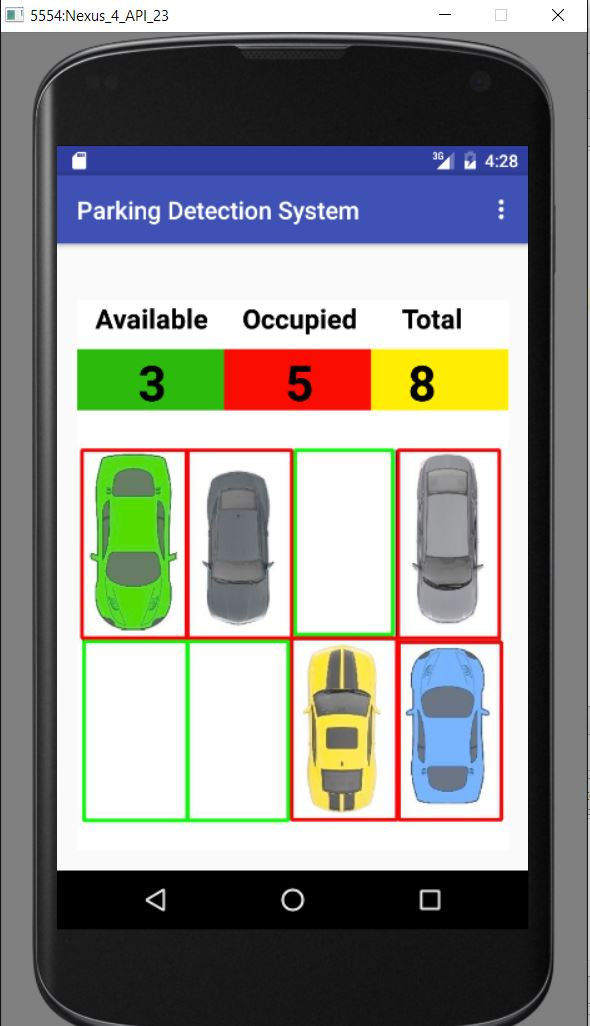 5554:Nexus_4_API_23
3G 4:28
Parking Detection System
Available Occupied Total
3 5 8